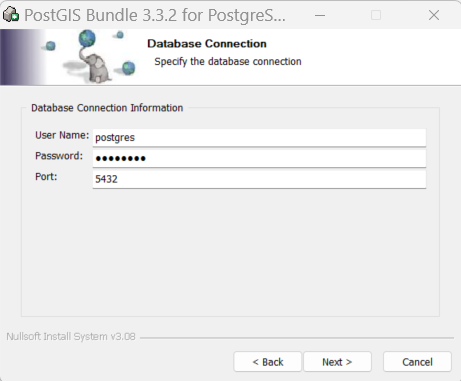 PostGIS Bundle 3.3.2 for PostgreS...
Database Connection
Specify the database connection
Database Connection Information
User Name: postgres
Password: ●●●●●●●●
Port: 5432
Nullsoft Install System v3.08
< Back Next > Cancel